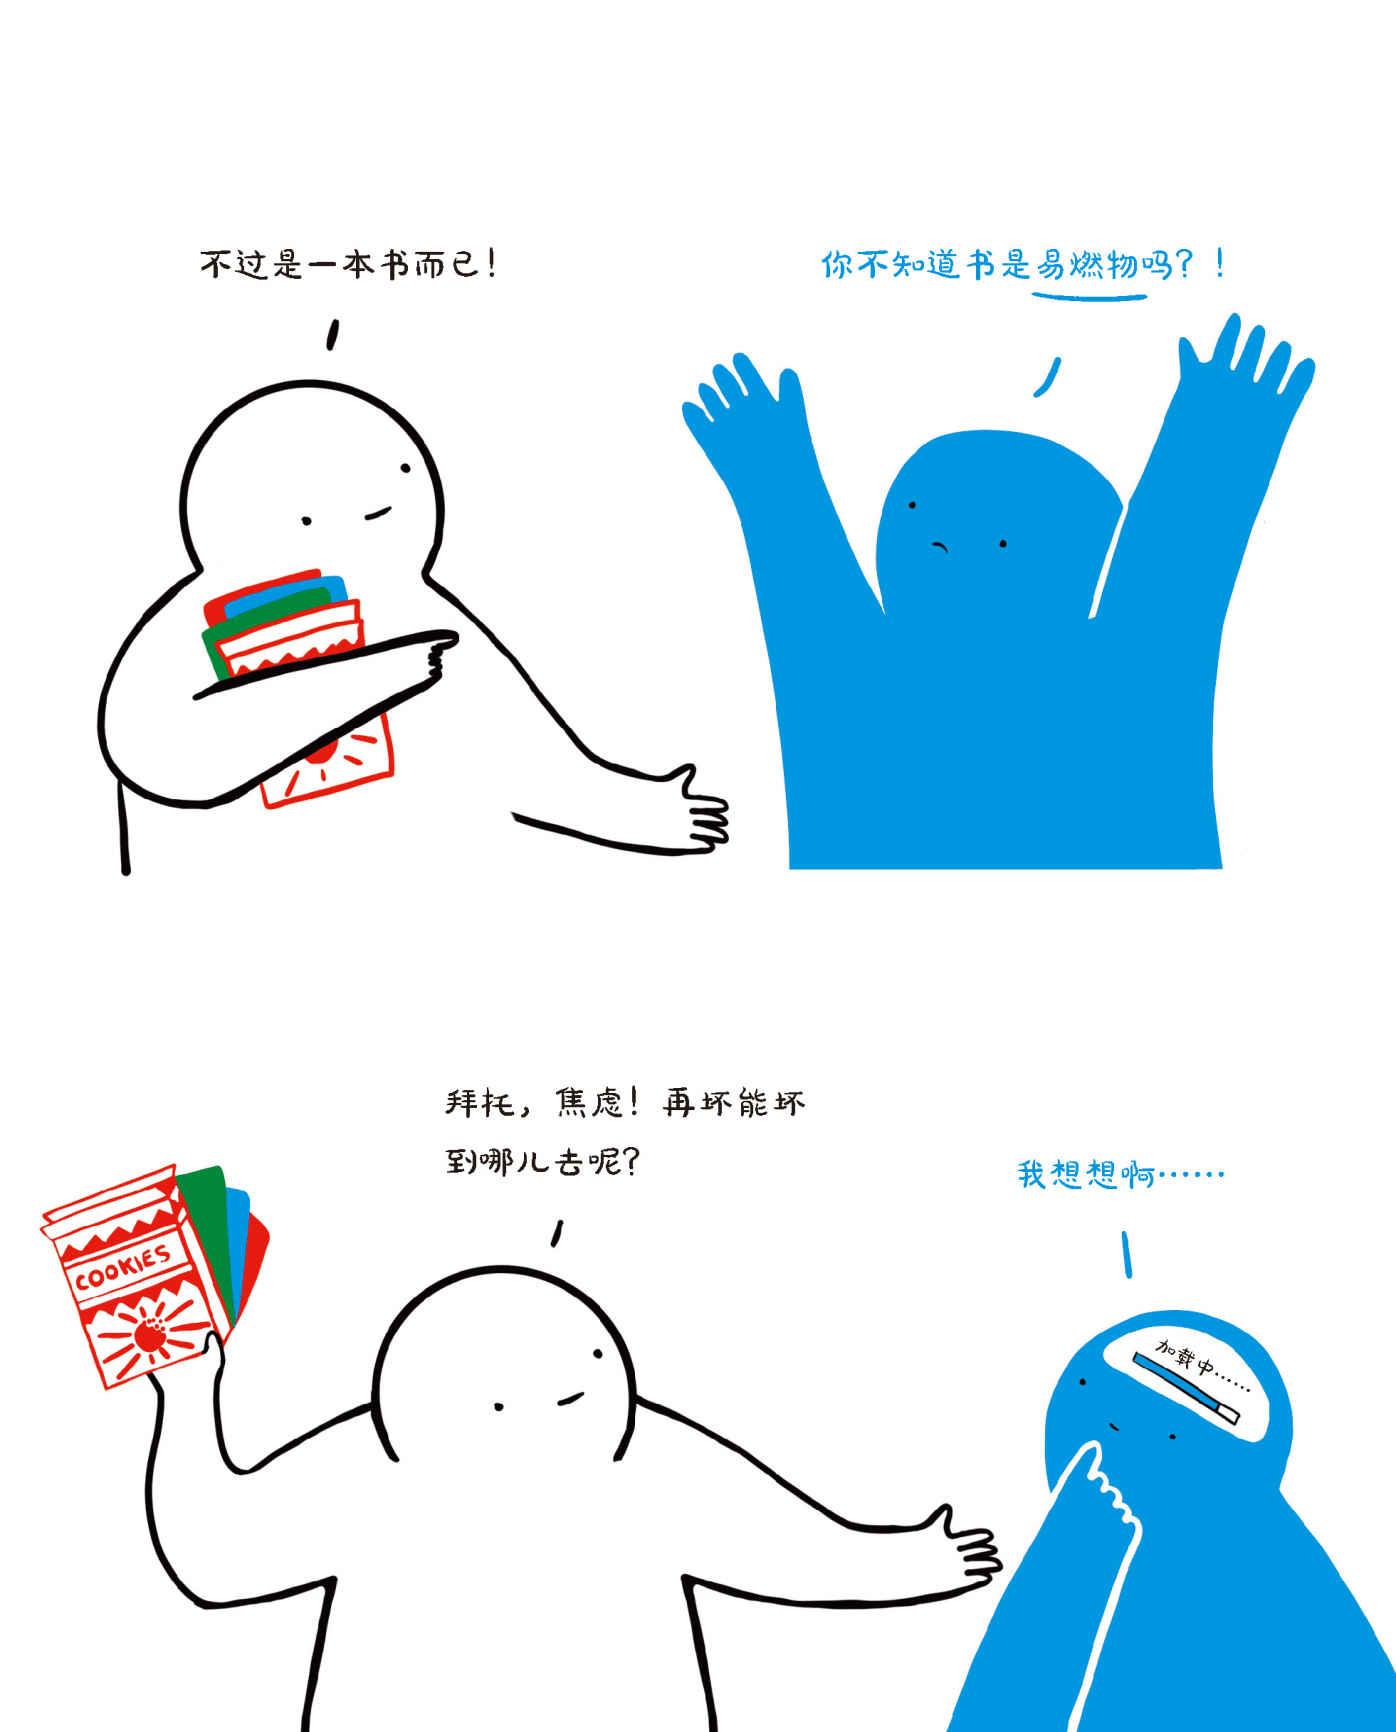 不过是一本书而已!
你不知道书是易燃物吗?!
拜托,焦虑!再坏能坏
到哪儿去呢?
我想想啊……
COOKIES
加载中……